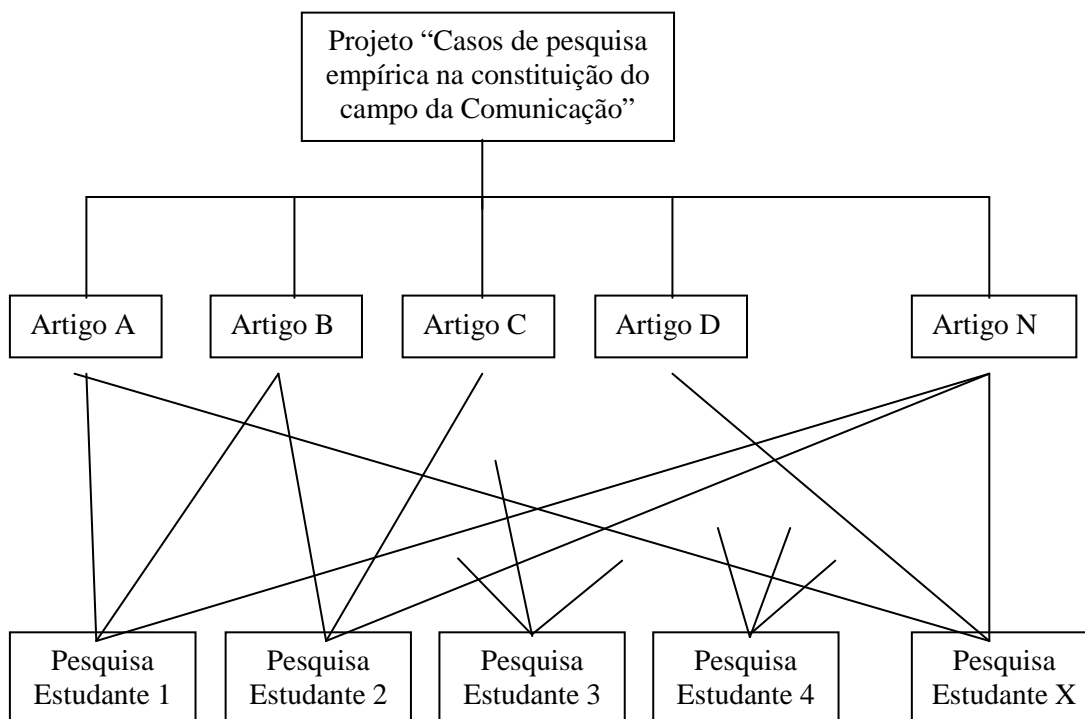 Projeto “Casos de pesquisa
empírica na constituição do
campo da Comunicação”
Artigo A
Artigo B
Artigo C
Artigo D
Artigo N
Pesquisa
Estudante 1
Pesquisa
Estudante 2
Pesquisa
Estudante 3
Pesquisa
Estudante 4
Pesquisa
Estudante X